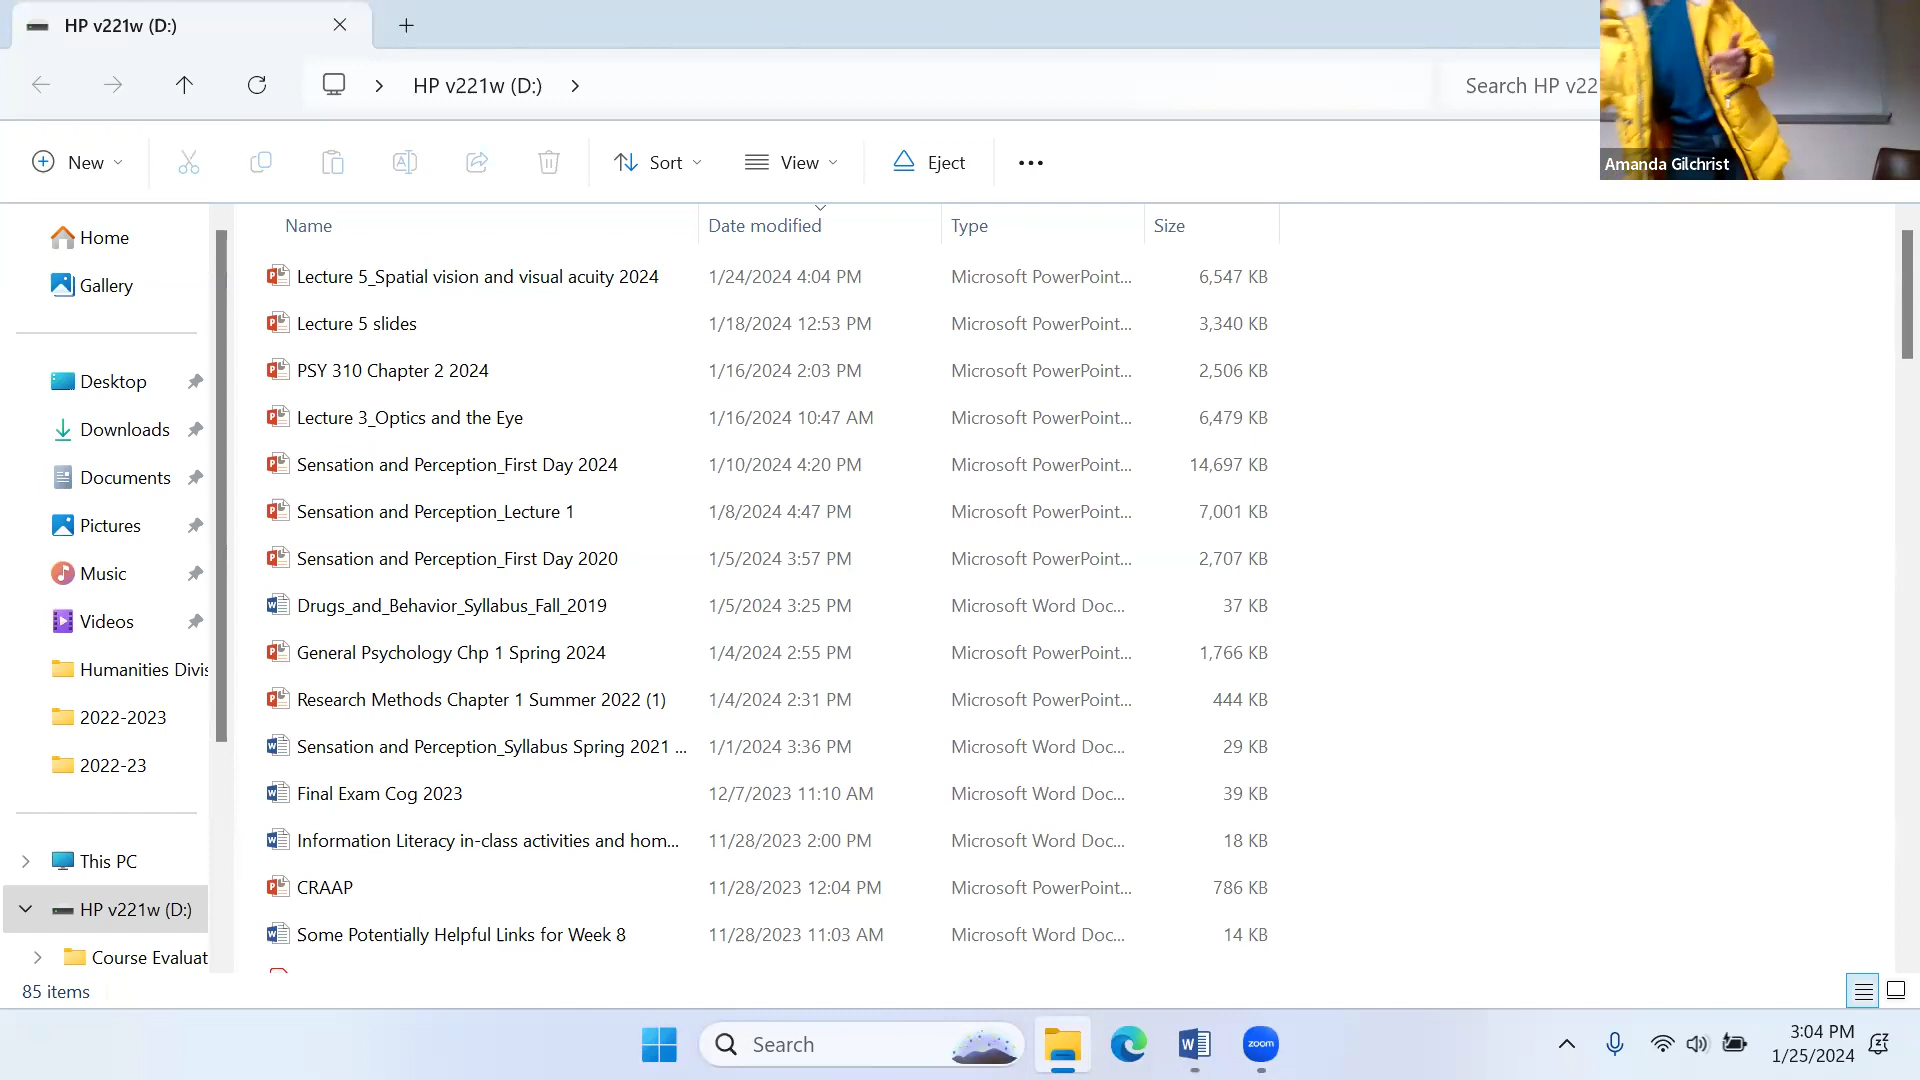 HP v221w (D:)
HP v221w (D:)
Search HP v22
Amanda Gilchrist
New
Sort
View
Eject
Name Date modified Type Size
Home
Gallery
Desktop
Downloads
Documents
Pictures
Music
Videos
Humanities Divis
2022-2023
2022-23
This PC
HP v221w (D:)
Course Evaluat
Lecture 5_Spatial vision and visual acuity 2024 1/24/2024 4:04 PM Microsoft PowerPoint... 6,547 KB
Lecture 5 slides 1/18/2024 12:53 PM Microsoft PowerPoint... 3,340 KB
PSY 310 Chapter 2 2024 1/16/2024 2:03 PM Microsoft PowerPoint... 2,506 KB
Lecture 3_Optics and the Eye 1/16/2024 10:47 AM Microsoft PowerPoint... 6,479 KB
Sensation and Perception_First Day 2024 1/10/2024 4:20 PM Microsoft PowerPoint... 14,697 KB
Sensation and Perception_Lecture 1 1/8/2024 4:47 PM Microsoft PowerPoint... 7,001 KB
Sensation and Perception_First Day 2020 1/5/2024 3:57 PM Microsoft PowerPoint... 2,707 KB
Drugs_and_Behavior_Syllabus_Fall_2019 1/5/2024 3:25 PM Microsoft Word Doc... 37 KB
General Psychology Chp 1 Spring 2024 1/4/2024 2:55 PM Microsoft PowerPoint... 1,766 KB
Research Methods Chapter 1 Summer 2022 (1) 1/4/2024 2:31 PM Microsoft PowerPoint... 444 KB
Sensation and Perception_Syllabus Spring 2021 ... 1/1/2024 3:36 PM Microsoft Word Doc... 29 KB
Final Exam Cog 2023 12/7/2023 11:10 AM Microsoft Word Doc... 39 KB
Information Literacy in-class activities and hom... 11/28/2023 2:00 PM Microsoft Word Doc... 18 KB
CRAAP 11/28/2023 12:04 PM Microsoft PowerPoint... 786 KB
Some Potentially Helpful Links for Week 8 11/28/2023 11:03 AM Microsoft Word Doc... 14 KB
85 items
Search
zoom
3:04 PM
1/25/2024